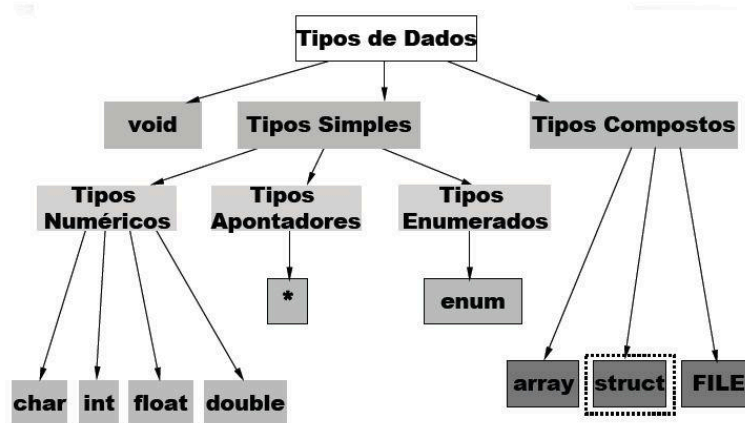 Tipos de Dados
void
Tipos Simples
Tipos Compostos
Tipos
Numéricos
Tipos
Apontadores
Tipos
Enumerados
*
enum
array
struct
FILE
char
int
float
double